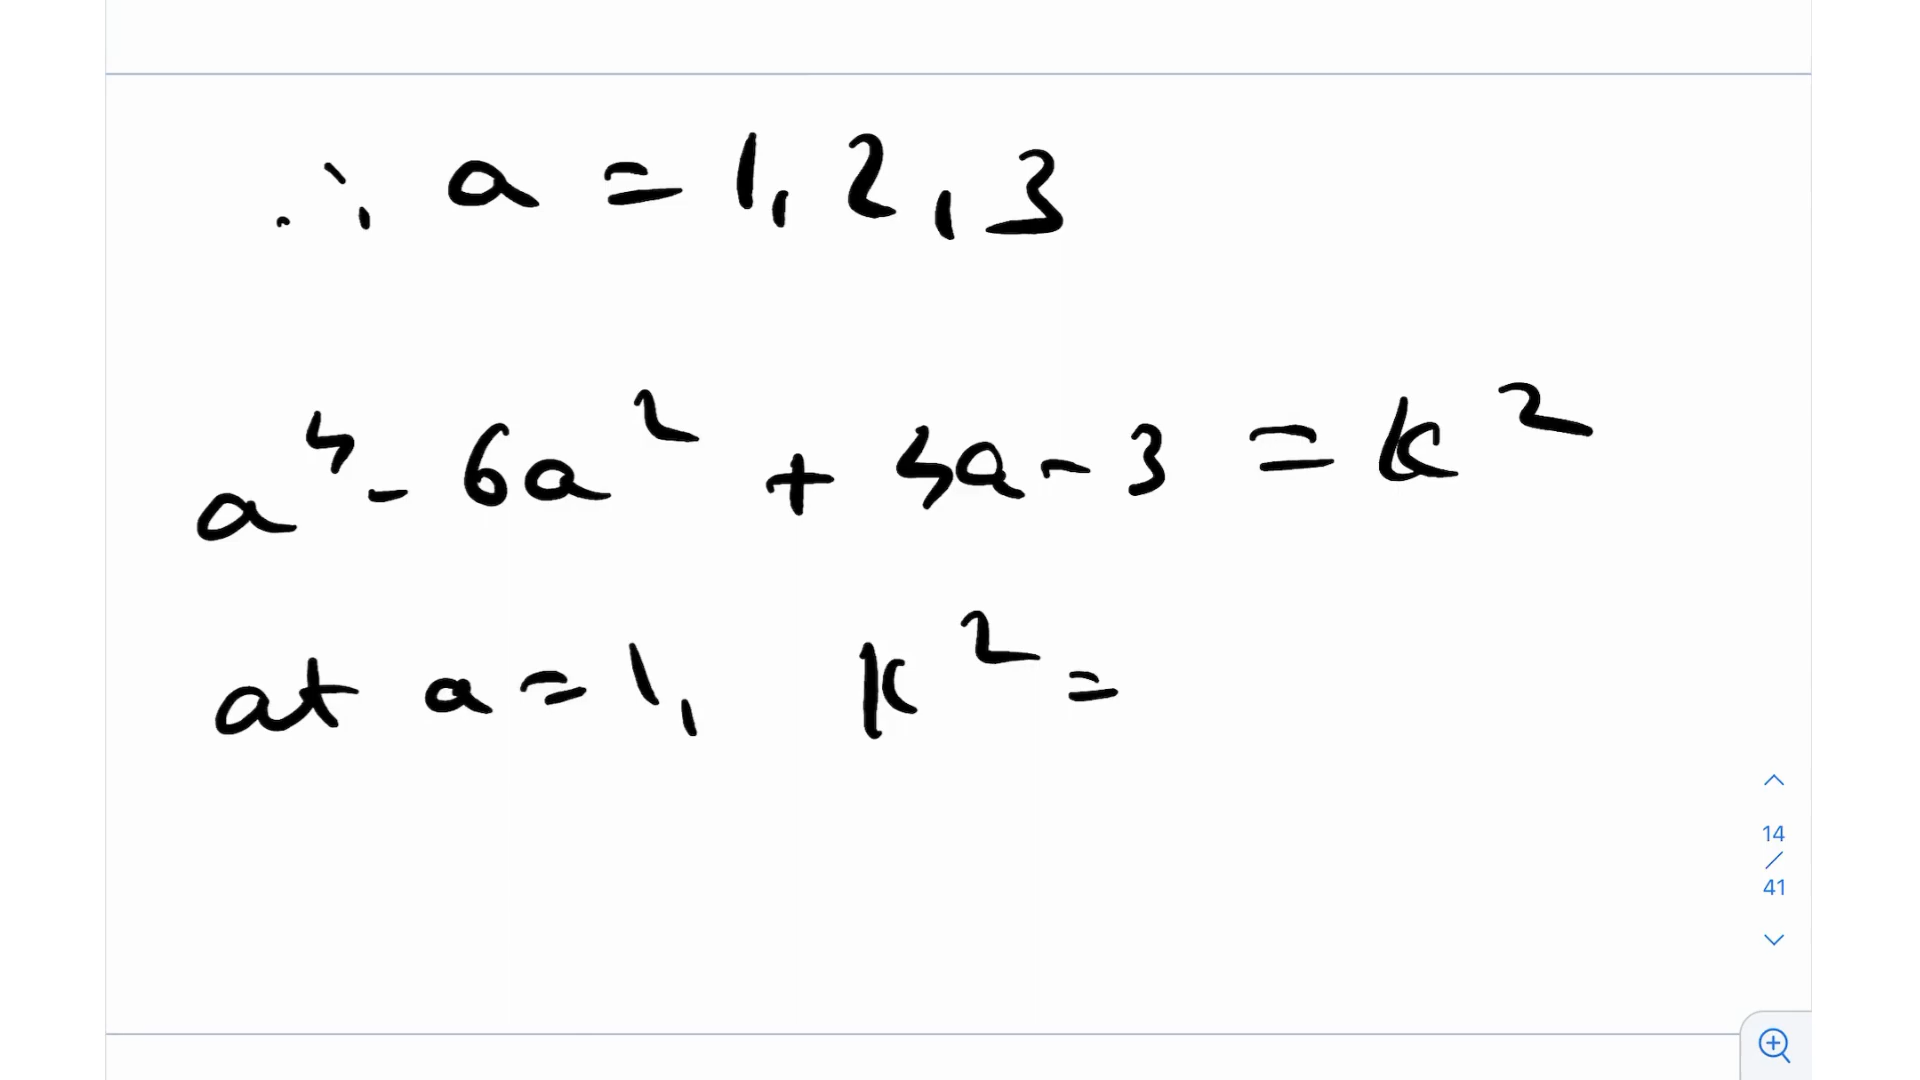 ∴ a = 1, 2, 3
a⁴ - 6a² + 4a - 3 = k²
at a = 1, k² =
14
/
41